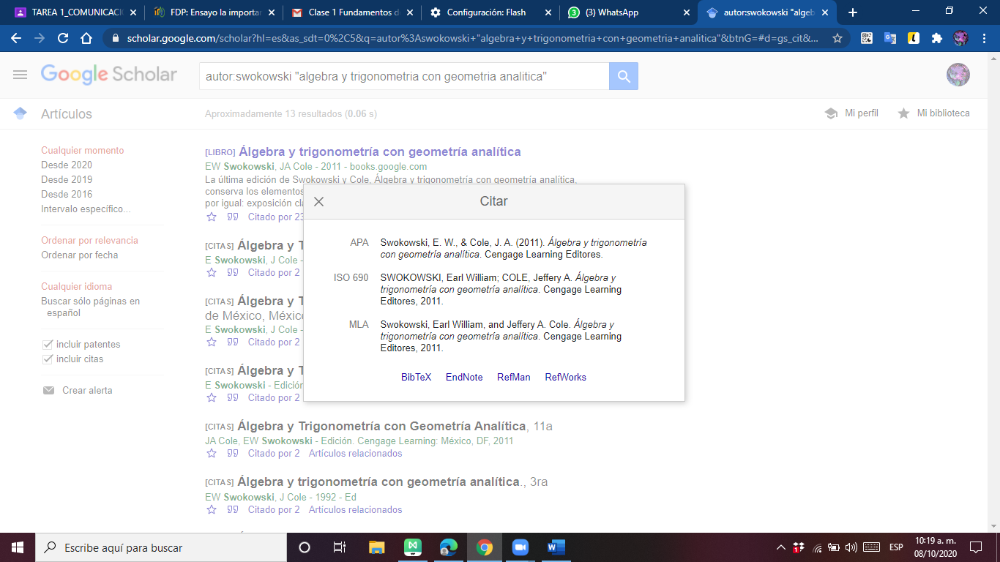 TAREA 1_COMUNICACI
FDP: Ensayo la importar
Clase 1 Fundamentos d
Configuración: Flash
(3) WhatsApp
autor:swokowski "algeb
scholar.google.com/scholar?hl=es&as_sdt=0%2C5&q=autor%3Aswokowski+"algebra+y+trigonometria+con+geometria+analitica"&btnG=#d=gs_cit&...
Google Scholar
autor:swokowski "algebra y trigonometria con geometria analitica"
Artículos
Aproximadamente 13 resultados (0.06 s)
Mi perfil
Mi biblioteca
Cualquier momento
Desde 2020
Desde 2019
Desde 2016
Intervalo específico...
Ordenar por relevancia
Ordenar por fecha
Cualquier idioma
Buscar sólo páginas en
español
incluir patentes
incluir citas
Crear alerta
[LIBRO] Álgebra y trigonometría con geometría analítica
EW Swokowski, JA Cole - 2011 - books.google.com
La última edición de Swokowski y Cole, Álgebra y trigonometría con geometría analítica,
conserva los elementos
por igual: exposición cla
Citado por 23
[CITAS] Álgebra y T
E Swokowski, J Cole -
Citado por 2
[CITAS] Álgebra y T
de México, México
E Swokowski, J Cole -
Citado por 2
[CITAS] Álgebra y T
E Swokowski - Edición
Citado por 2
[CITAS] Álgebra y Trigonometría con Geometría Analítica, 11a
JA Cole, EW Swokowski - Edición. Cengage Learning: México, DF, 2011
Citado por 2 Artículos relacionados
[CITAS] Álgebra y trigonometría con geometría analítica., 3ra
EW Swokowski, J Cole - 1992 - Ed
Citado por 2 Artículos relacionados
Citar
APA Swokowski, E. W., & Cole, J. A. (2011). Álgebra y trigonometría
con geometría analítica. Cengage Learning Editores.
ISO 690 SWOKOWSKI, Earl William; COLE, Jeffery A. Álgebra y
trigonometría con geometría analítica. Cengage Learning
Editores, 2011.
MLA Swokowski, Earl William, and Jeffery A. Cole. Álgebra y
trigonometría con geometría analítica. Cengage Learning
Editores, 2011.
BibTeX EndNote RefMan RefWorks
Escribe aquí para buscar
ESP
10:19 a. m.
08/10/2020